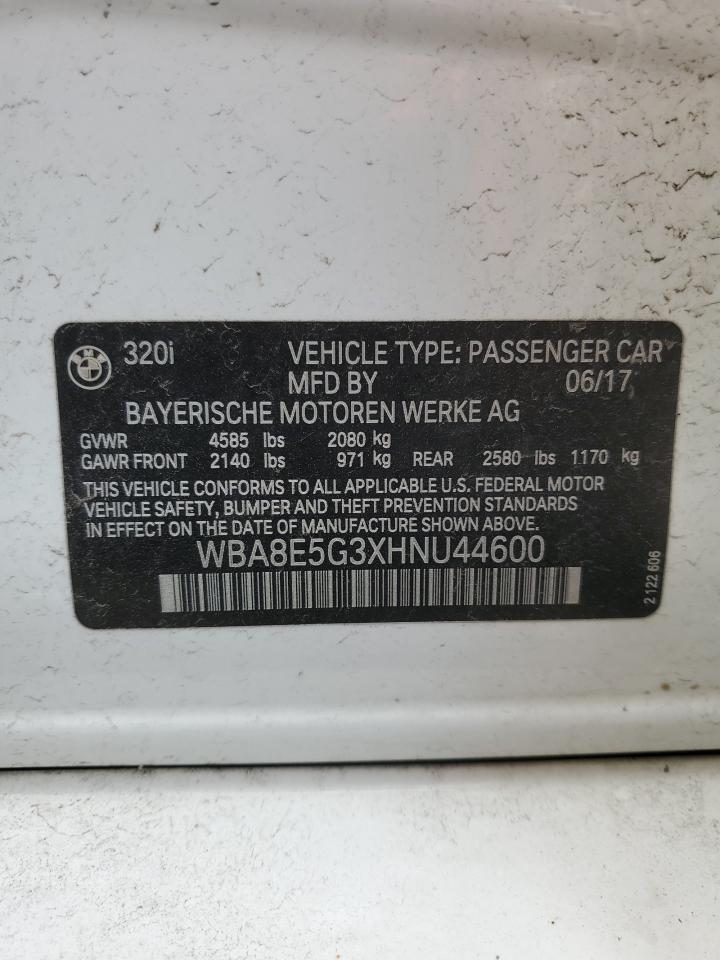 BMW
320i VEHICLE TYPE: PASSENGER CAR
MFD BY 06/17
BAYERISCHE MOTOREN WERKE AG
GVWR 4585 lbs 2080 kg
GAWR FRONT 2140 lbs 971 kg REAR 2580 lbs 1170 kg
THIS VEHICLE CONFORMS TO ALL APPLICABLE U.S. FEDERAL MOTOR
VEHICLE SAFETY, BUMPER AND THEFT PREVENTION STANDARDS
IN EFFECT ON THE DATE OF MANUFACTURE SHOWN ABOVE.
WBA8E5G3XHNU44600
2 122 606